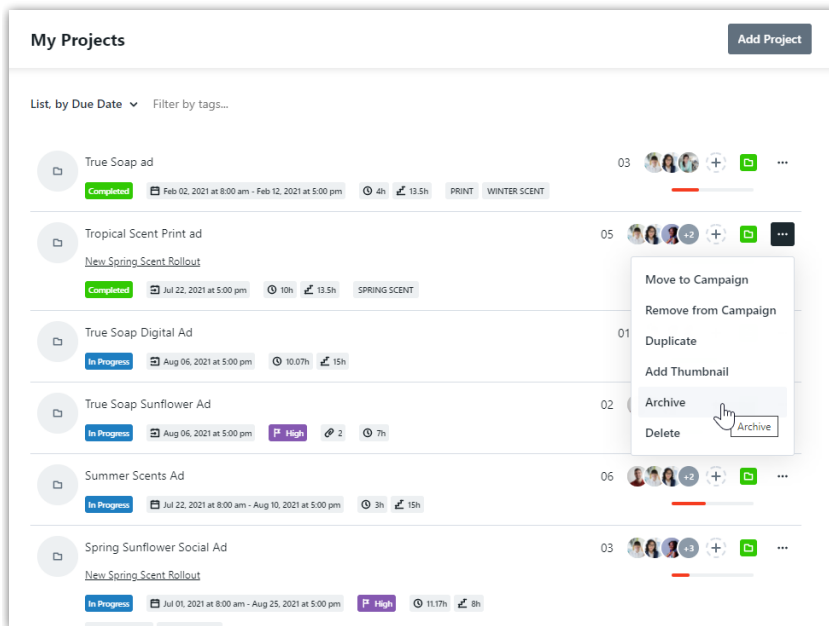 My Projects
Add Project
List, by Due Date
Filter by tags...
True Soap ad
03
Completed Feb 02, 2021 at 8:00 am - Feb 12, 2021 at 5:00 pm 4h 13.5h PRINT WINTER SCENT
Tropical Scent Print ad
05 +2
New Spring Scent Rollout
Completed Jul 22, 2021 at 5:00 pm 10h 13.5h SPRING SCENT
Move to Campaign
Remove from Campaign
Duplicate
Add Thumbnail
Archive
Archive
Delete
True Soap Digital Ad
01
In Progress Aug 06, 2021 at 5:00 pm 10.07h 15h
True Soap Sunflower Ad
02
In Progress Aug 06, 2021 at 5:00 pm High 2 7h
Summer Scents Ad
06 +2
In Progress Jul 22, 2021 at 8:00 am - Aug 10, 2021 at 5:00 pm 3h 15h
Spring Sunflower Social Ad
03 +3
New Spring Scent Rollout
In Progress Jul 01, 2021 at 8:00 am - Aug 25, 2021 at 5:00 pm High 11.17h 8h